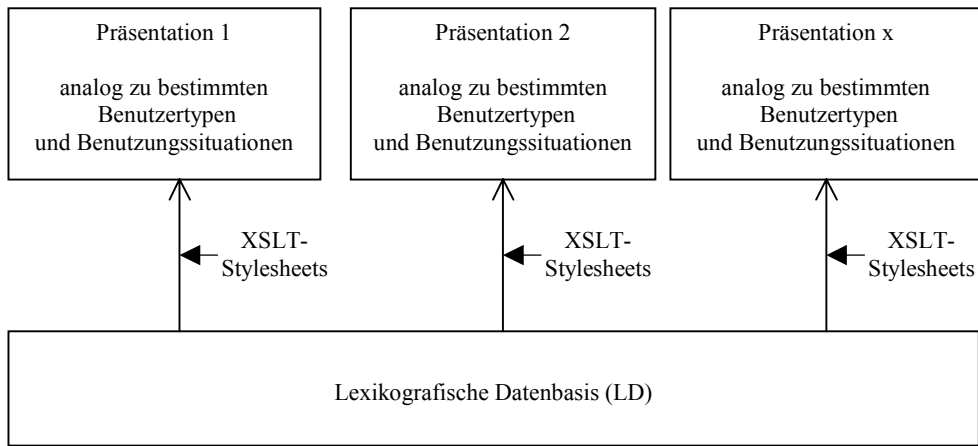 Präsentation 1
analog zu bestimmten
Benutzertypen
und Benutzungssituationen
Präsentation 2
analog zu bestimmten
Benutzertypen
und Benutzungssituationen
Präsentation x
analog zu bestimmten
Benutzertypen
und Benutzungssituationen
XSLT-
Stylesheets
XSLT-
Stylesheets
XSLT-
Stylesheets
Lexikografische Datenbasis (LD)